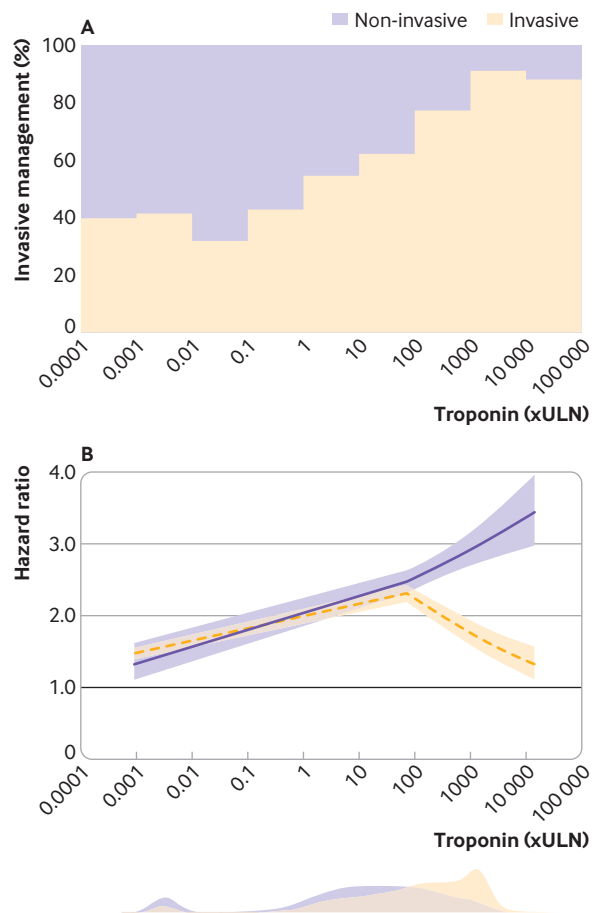 Non-invasive Invasive
A
Invasive management (%)
100
80
60
40
20
0
0.0001 0.001 0.01 0.1 1 10 100 1000 10 000 100 000
Troponin (xULN)
B
Hazard ratio
4.0
3.0
2.0
1.0
0
0.0001 0.001 0.01 0.1 1 10 100 1000 10 000 100 000
Troponin (xULN)